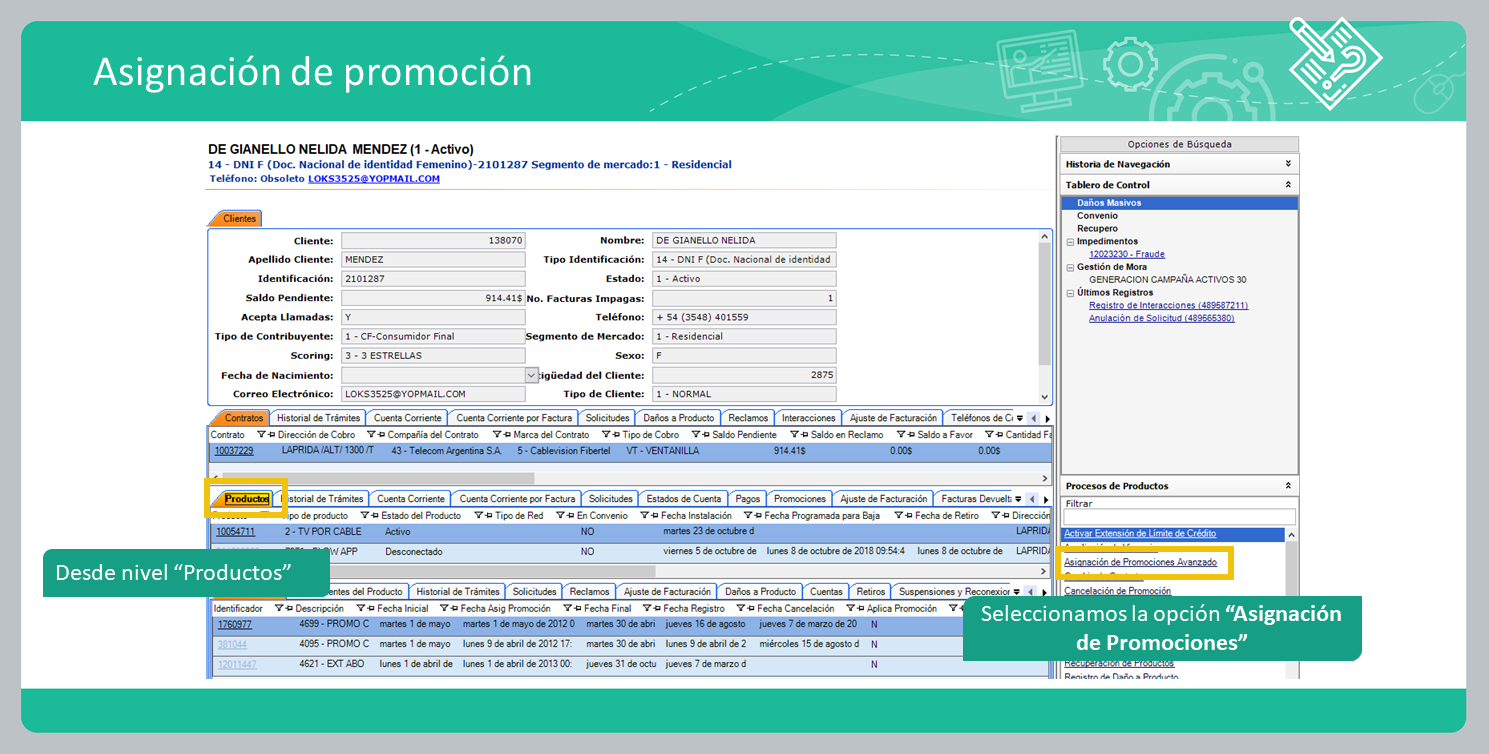 Asignación de promoción
DE GIANELLO NELIDA MENDEZ (1 - Activo)
14 - DNI F (Doc. Nacional de identidad Femenino)-2101287 Segmento de mercado:1 - Residencial
Teléfono: Obsoleto LOKS3525@YOPMAIL.COM
Clientes
Cliente: 138070 Nombre: DE GIANELLO NELIDA
Apellido Cliente: MENDEZ Tipo Identificación: 14 - DNI F (Doc. Nacional de identidad
Identificación: 2101287 Estado: 1 - Activo
Saldo Pendiente: 914.41$ No. Facturas Impagas: 1
Acepta Llamadas: Y Teléfono: + 54 (3548) 401559
Tipo de Contribuyente: 1 - CF-Consumidor Final Segmento de Mercado: 1 - Residencial
Scoring: 3 - 3 ESTRELLAS Sexo: F
Fecha de Nacimiento: tigüedad del Cliente: 2875
Correo Electrónico: LOKS3525@YOPMAIL.COM Tipo de Cliente: 1 - NORMAL
Contratos Historial de Trámites Cuenta Corriente Cuenta Corriente por Factura Solicitudes Daños a Producto Reclamos Interacciones Ajuste de Facturación Teléfonos de
Contrato Dirección de Cobro Compañía del Contrato Marca del Contrato Tipo de Cobro Saldo Pendiente Saldo en Reclamo Saldo a Favor Cantidad
10037229 LAPRIDA /ALT/ 1300 /T 43 - Telecom Argentina S.A. 5 - Cablevision Fibertel VT - VENTANILLA 914.41$ 0.00$ 0.00$
Productos Historial de Trámites Cuenta Corriente Cuenta Corriente por Factura Solicitudes Estados de Cuenta Pagos Promociones Ajuste de Facturación Facturas
Tipo de producto Estado del Producto Tipo de Red En Convenio Fecha Instalación Fecha Programada para Baja Fecha de Retiro Dirección
10054711 2 - TV POR CABLE Activo NO martes 23 de octubre d LAPRIDA
APP Desconectado NO viernes 5 de octubre de lunes 8 de octubre de 2018 09:54:4 lunes 8 de octubre de LAPRID
Desde nivel “Productos”
del Producto Historial de Trámites Solicitudes Reclamos Ajuste de Facturación Daños a Producto Cuentas Retiros Suspensiones y
Identificador Descripción Fecha Inicial Fecha Asig Promoción Fecha Final Fecha Registro Fecha Cancelación Aplica Promoción
1760977 4699 - PROMO C martes 1 de mayo martes 1 de mayo de 2012 0 martes 30 de abri jueves 16 de agosto jueves 7 de marzo de 20 N
381044 4095 - PROMO C martes 1 de mayo lunes 9 de abril de 2012 17: martes 30 de abri lunes 9 de abril de 2 miércoles 15 de agosto d N
12011447 4621 - EXT ABO lunes 1 de abril de lunes 1 de abril de 2013 00: jueves 31 de octu jueves 7 de marzo d N
Opciones de Búsqueda
Historia de Navegación
Tablero de Control
Daños Masivos
Convenio
Recupero
Impedimentos
12023230 - Fraude
Gestión de Mora
GENERACION CAMPAÑA ACTIVOS 30
Últimos Registros
Registro de Interacciones (489587211)
Anulación de Solicitud (489565380)
Procesos de Productos
Filtrar
Activar Extensión de Límite de Crédito
Asignación de Promociones Avanzado
Cancelación de Promoción
Seleccionamos la opción “Asignación
de Promociones”
Recuperación de Productos
Registro de Daño a Producto